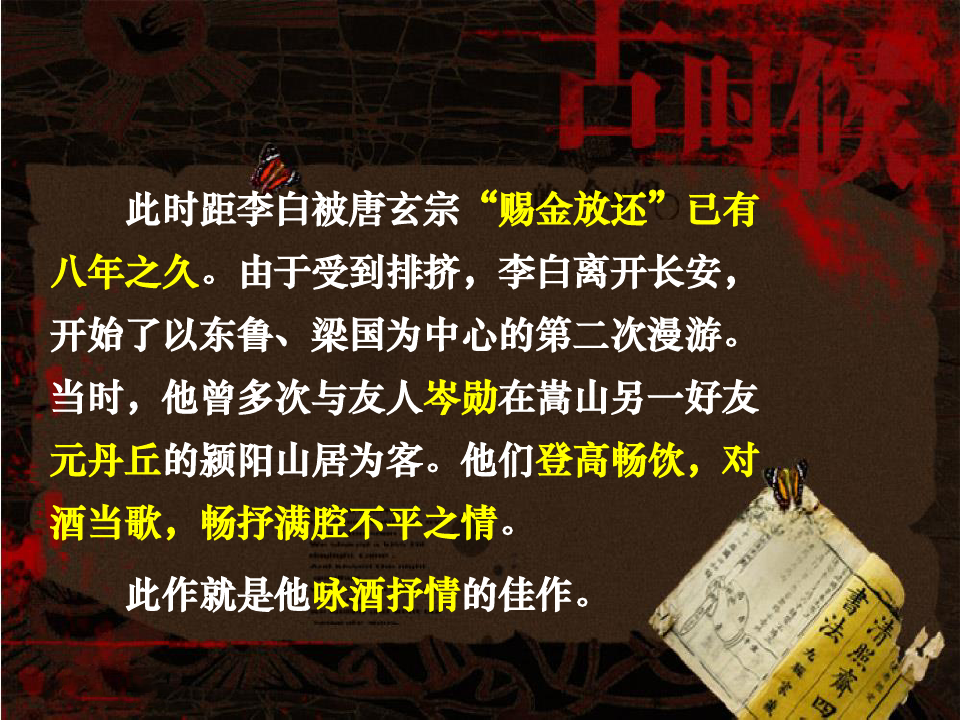 古时候
此时距李白被唐玄宗“赐金放还”已有
八年之久。由于受到排挤，李白离开长安，
开始了以东鲁、梁国为中心的第二次漫游。
当时，他曾多次与友人岑勋在嵩山另一好友
元丹丘的颍阳山居为客。他们登高畅饮，对
酒当歌，畅抒满腔不平之情。
此作就是他咏酒抒情的佳作。
清照齋四
書法